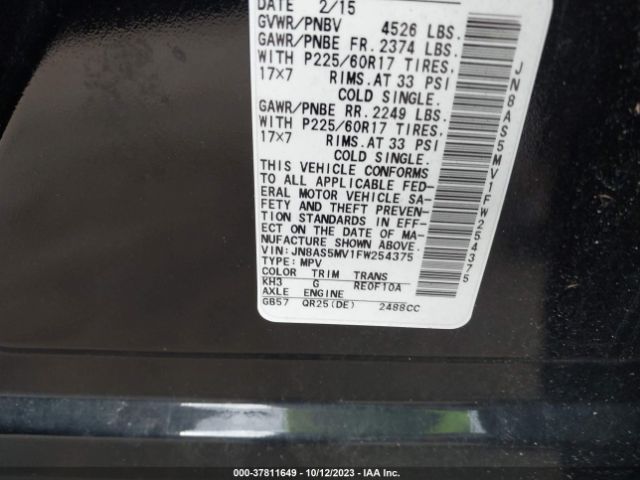 DATE 2/15
GVWR/PNBV 4526 LBS.
GAWR/PNBE FR. 2374 LBS.
WITH P225/60R17 TIRES.
17×7 RIMS. AT 33 PSI
COLD SINGLE.
GAWR/PNBE RR. 2249 LBS.
WITH P225/60R17 TIRES.
17×7 RIMS. AT 33 PSI
COLD SINGLE.
THIS VEHICLE CONFORMS
TO ALL APPLICABLE FED-
ERAL MOTOR VEHICLE SA-
FETY AND THEFT PREVEN-
TION STANDARDS IN EFF-
ECT ON THE DATE OF MA-
NUFACTURE SHOWN ABOVE.
VIN: JN8AS5MV1FW254375
TYPE: MPV
COLOR TRIM TRANS
KH3 G RE0F10A
AXLE ENGINE
GB57 QR25(DE) 2488CC
JN8AS5MV1FW254375
000-37811649 | 10/12/2023 | IAA Inc.